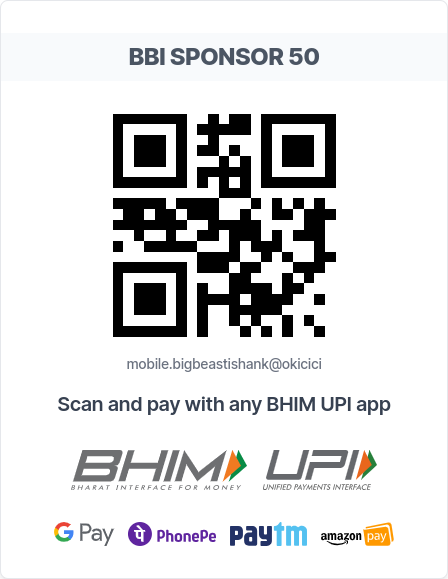 BBI SPONSOR 50
mobile.bigbeastishank@okicici
Scan and pay with any BHIM UPI app
BHIM UPI
BHARAT INTERFACE FOR MONEY UNIFIED PAYMENTS INTERFACE
G Pay PhonePe paytm amazon pay